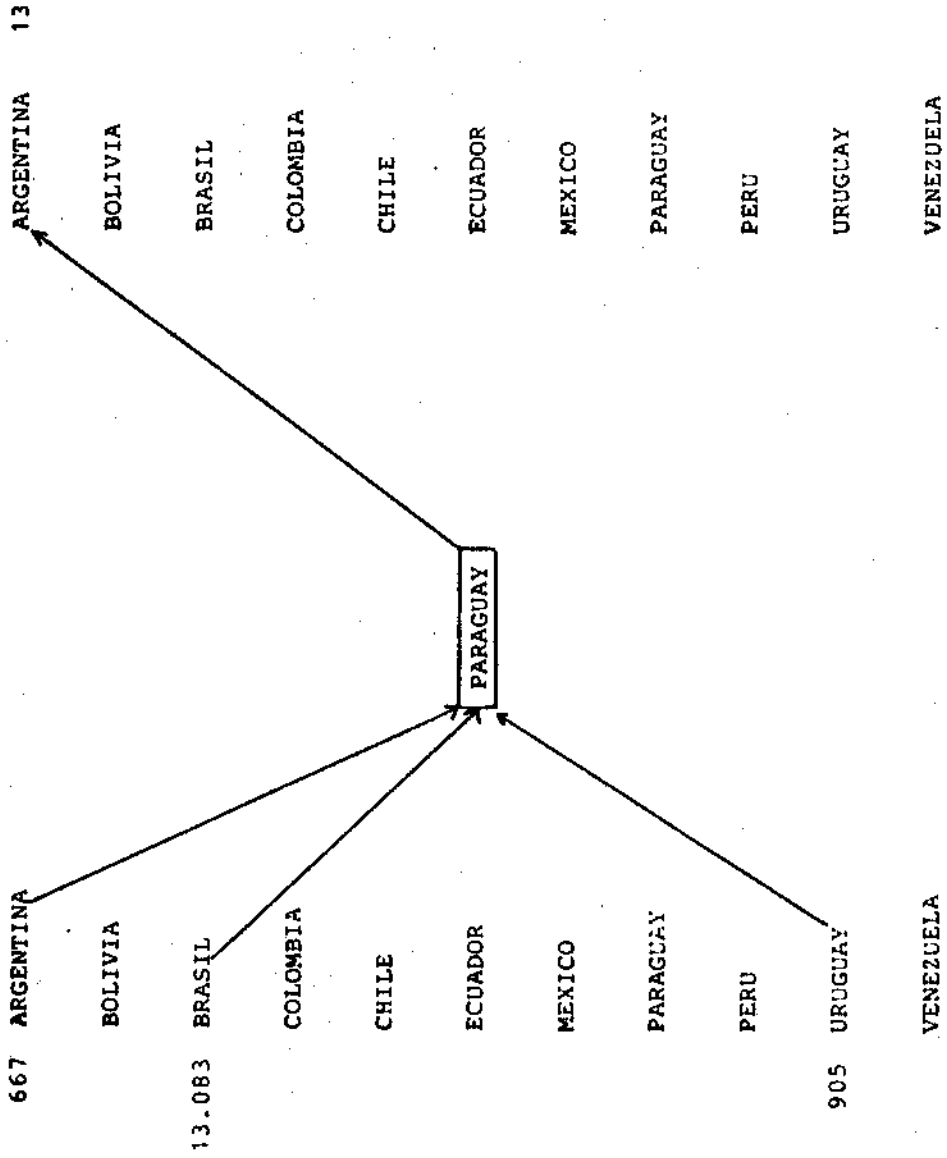 667 ARGENTINA ARGENTINA 13
BOLIVIA BOLIVIA
13.083 BRASIL BRASIL
COLOMBIA COLOMBIA
CHILE CHILE
ECUADOR PARAGUAY ECUADOR
MEXICO MEXICO
PARAGUAY PARAGUAY
PERU PERU
905 URUGUAY URUGUAY
VENEZUELA VENEZUELA